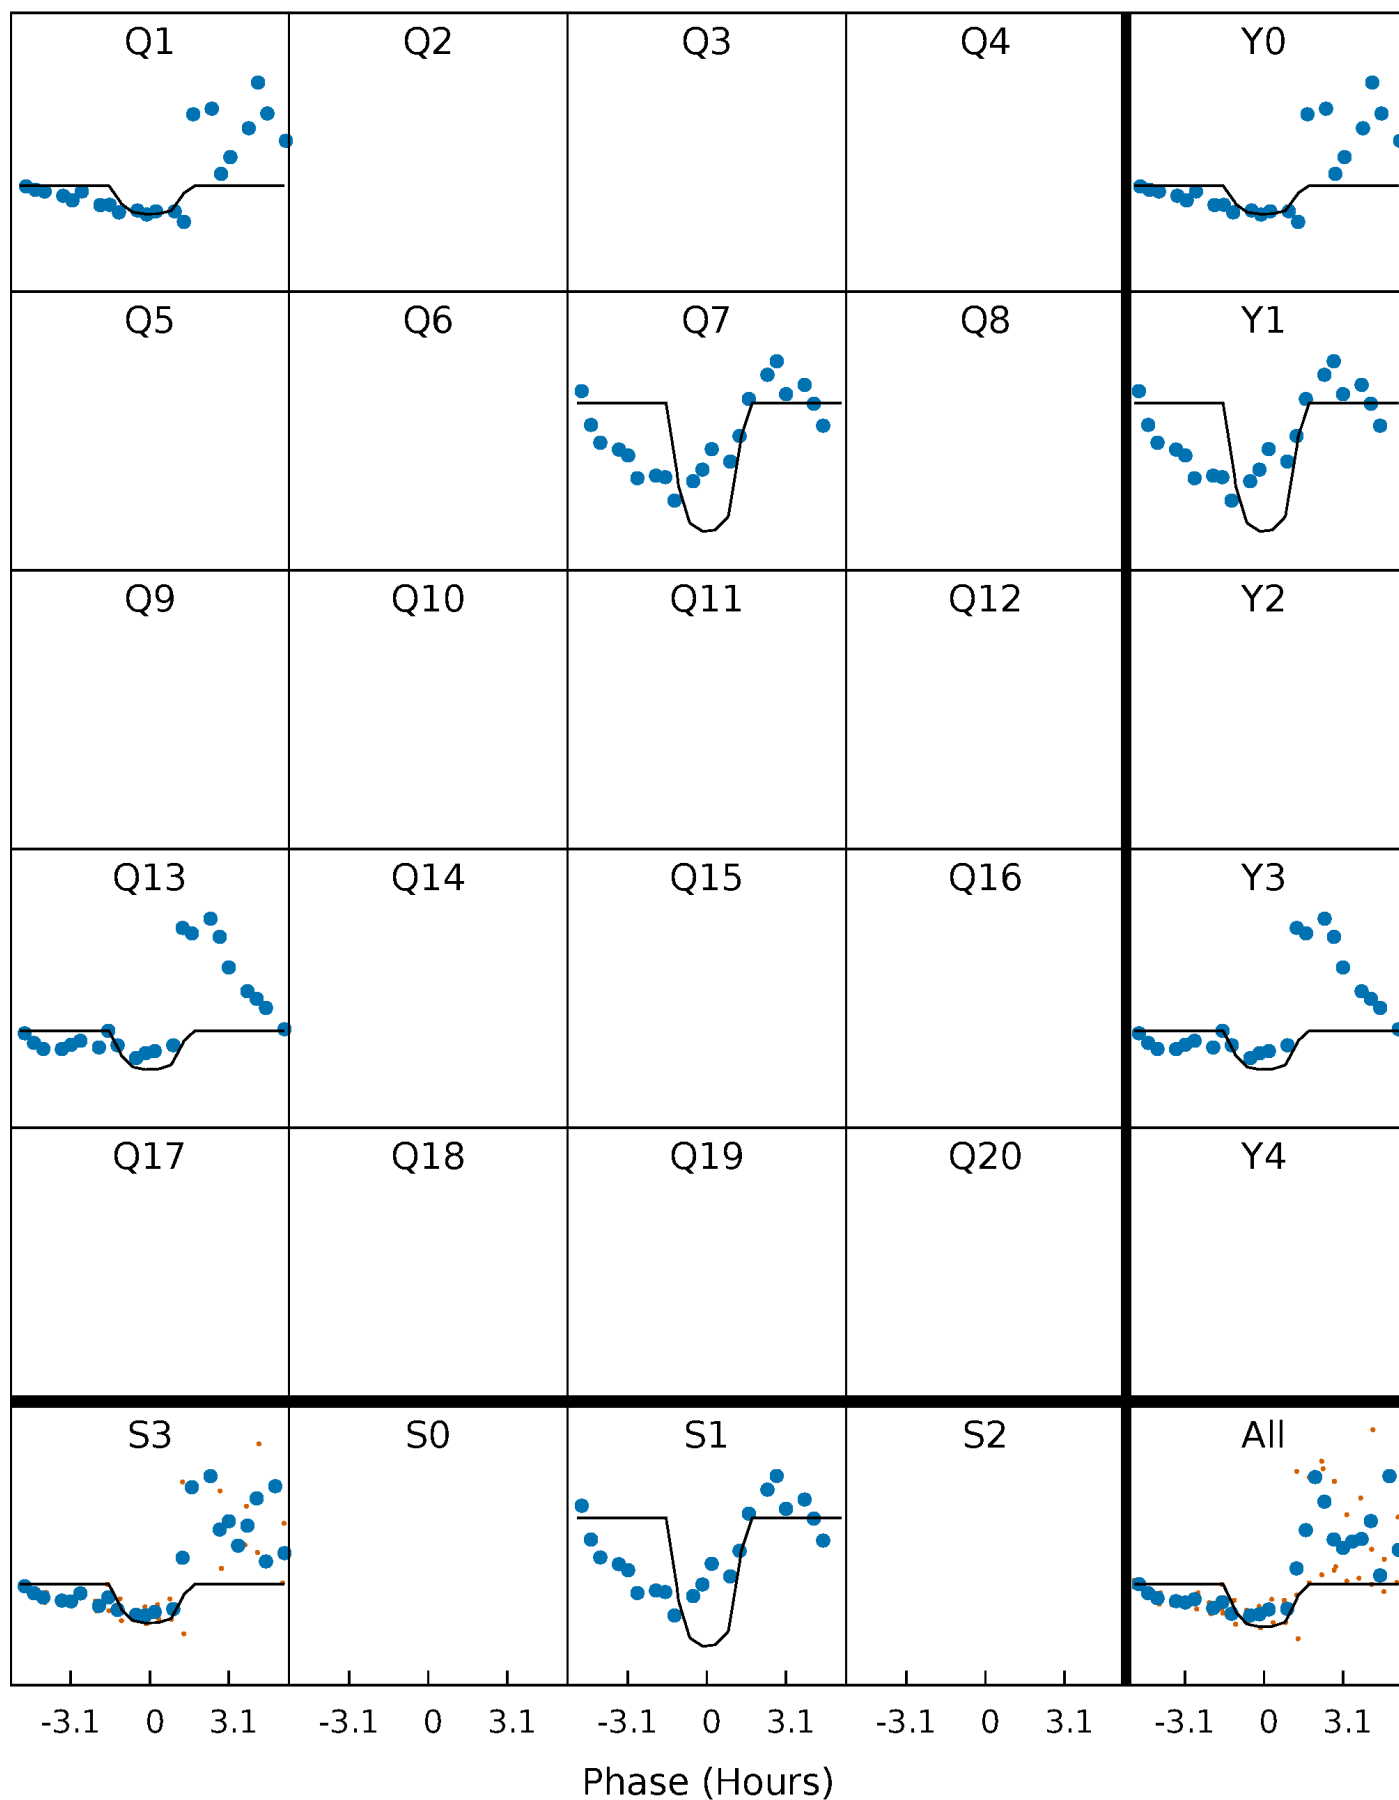 Q1 Q2 Q3 Q4 Y0
Q5 Q6 Q7 Q8 Y1
Q9 Q10 Q11 Q12 Y2
Q13 Q14 Q15 Q16 Y3
Q17 Q18 Q19 Q20 Y4
S3 S0 S1 S2 All
-3.1 0 3.1 -3.1 0 3.1 -3.1 0 3.1 -3.1 0 3.1 -3.1 0 3.1
Phase (Hours)